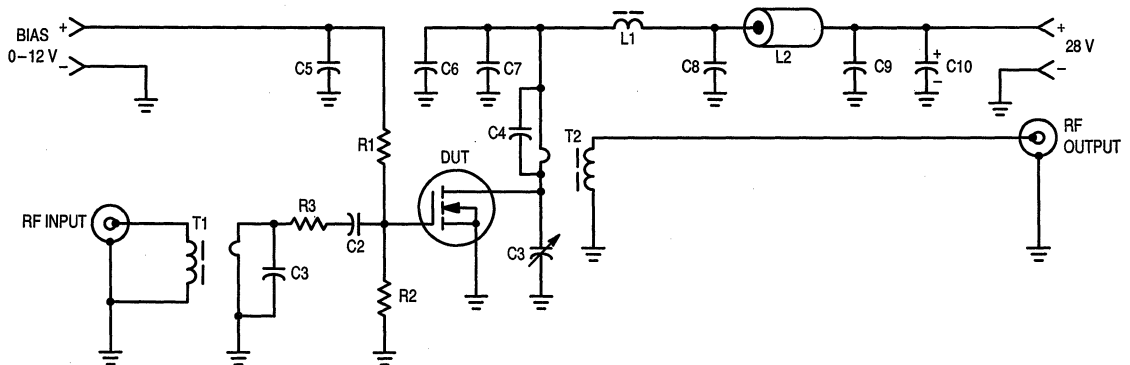 BIAS
0–12 V
+
–
C5
C6
C7
L1
C8
L2
C9
+
C10
–
+
28 V
–
R1
C4
T2
RF
OUTPUT
DUT
RF INPUT
T1
R3
C2
C3
C3
R2